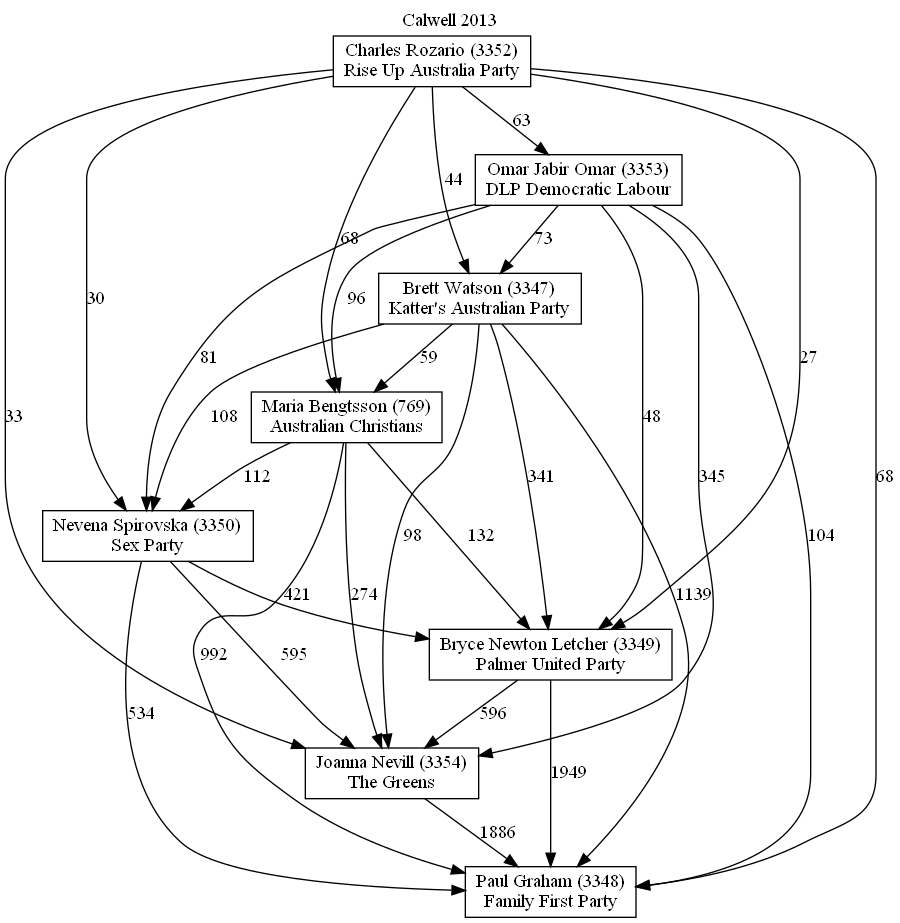 Calwell 2013
Charles Rozario (3352)
Rise Up Australia Party
63
Omar Jabir Omar (3353)
DLP Democratic Labour
44
68
73
Brett Watson (3347)
Katter's Australian Party
30
96
81
59
27
108
Maria Bengtsson (769)
Australian Christians
33
48
112
341
345
68
Nevena Spirovska (3350)
Sex Party
98
132
104
421
274
1139
Bryce Newton Letcher (3349)
Palmer United Party
992
595
534
596
Joanna Nevill (3354)
The Greens
1949
1886
Paul Graham (3348)
Family First Party